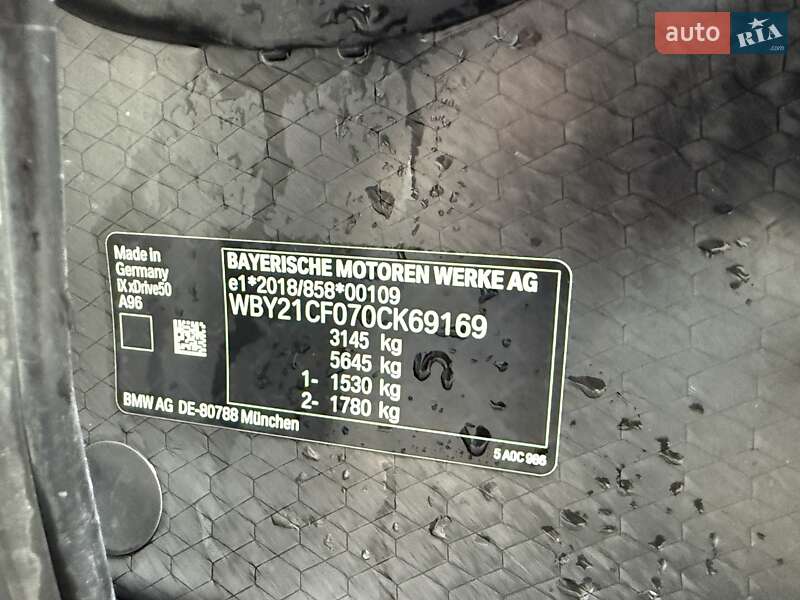 auto RIA .com
Made in
Germany
iX xDrive50
A96
BAYERISCHE MOTOREN WERKE AG
e1*2018/858*00109
WBY21CF070CK69169
3145 kg
5645 kg
1- 1530 kg
2- 1780 kg
BMW AG DE-80788 München
5 A0C 986